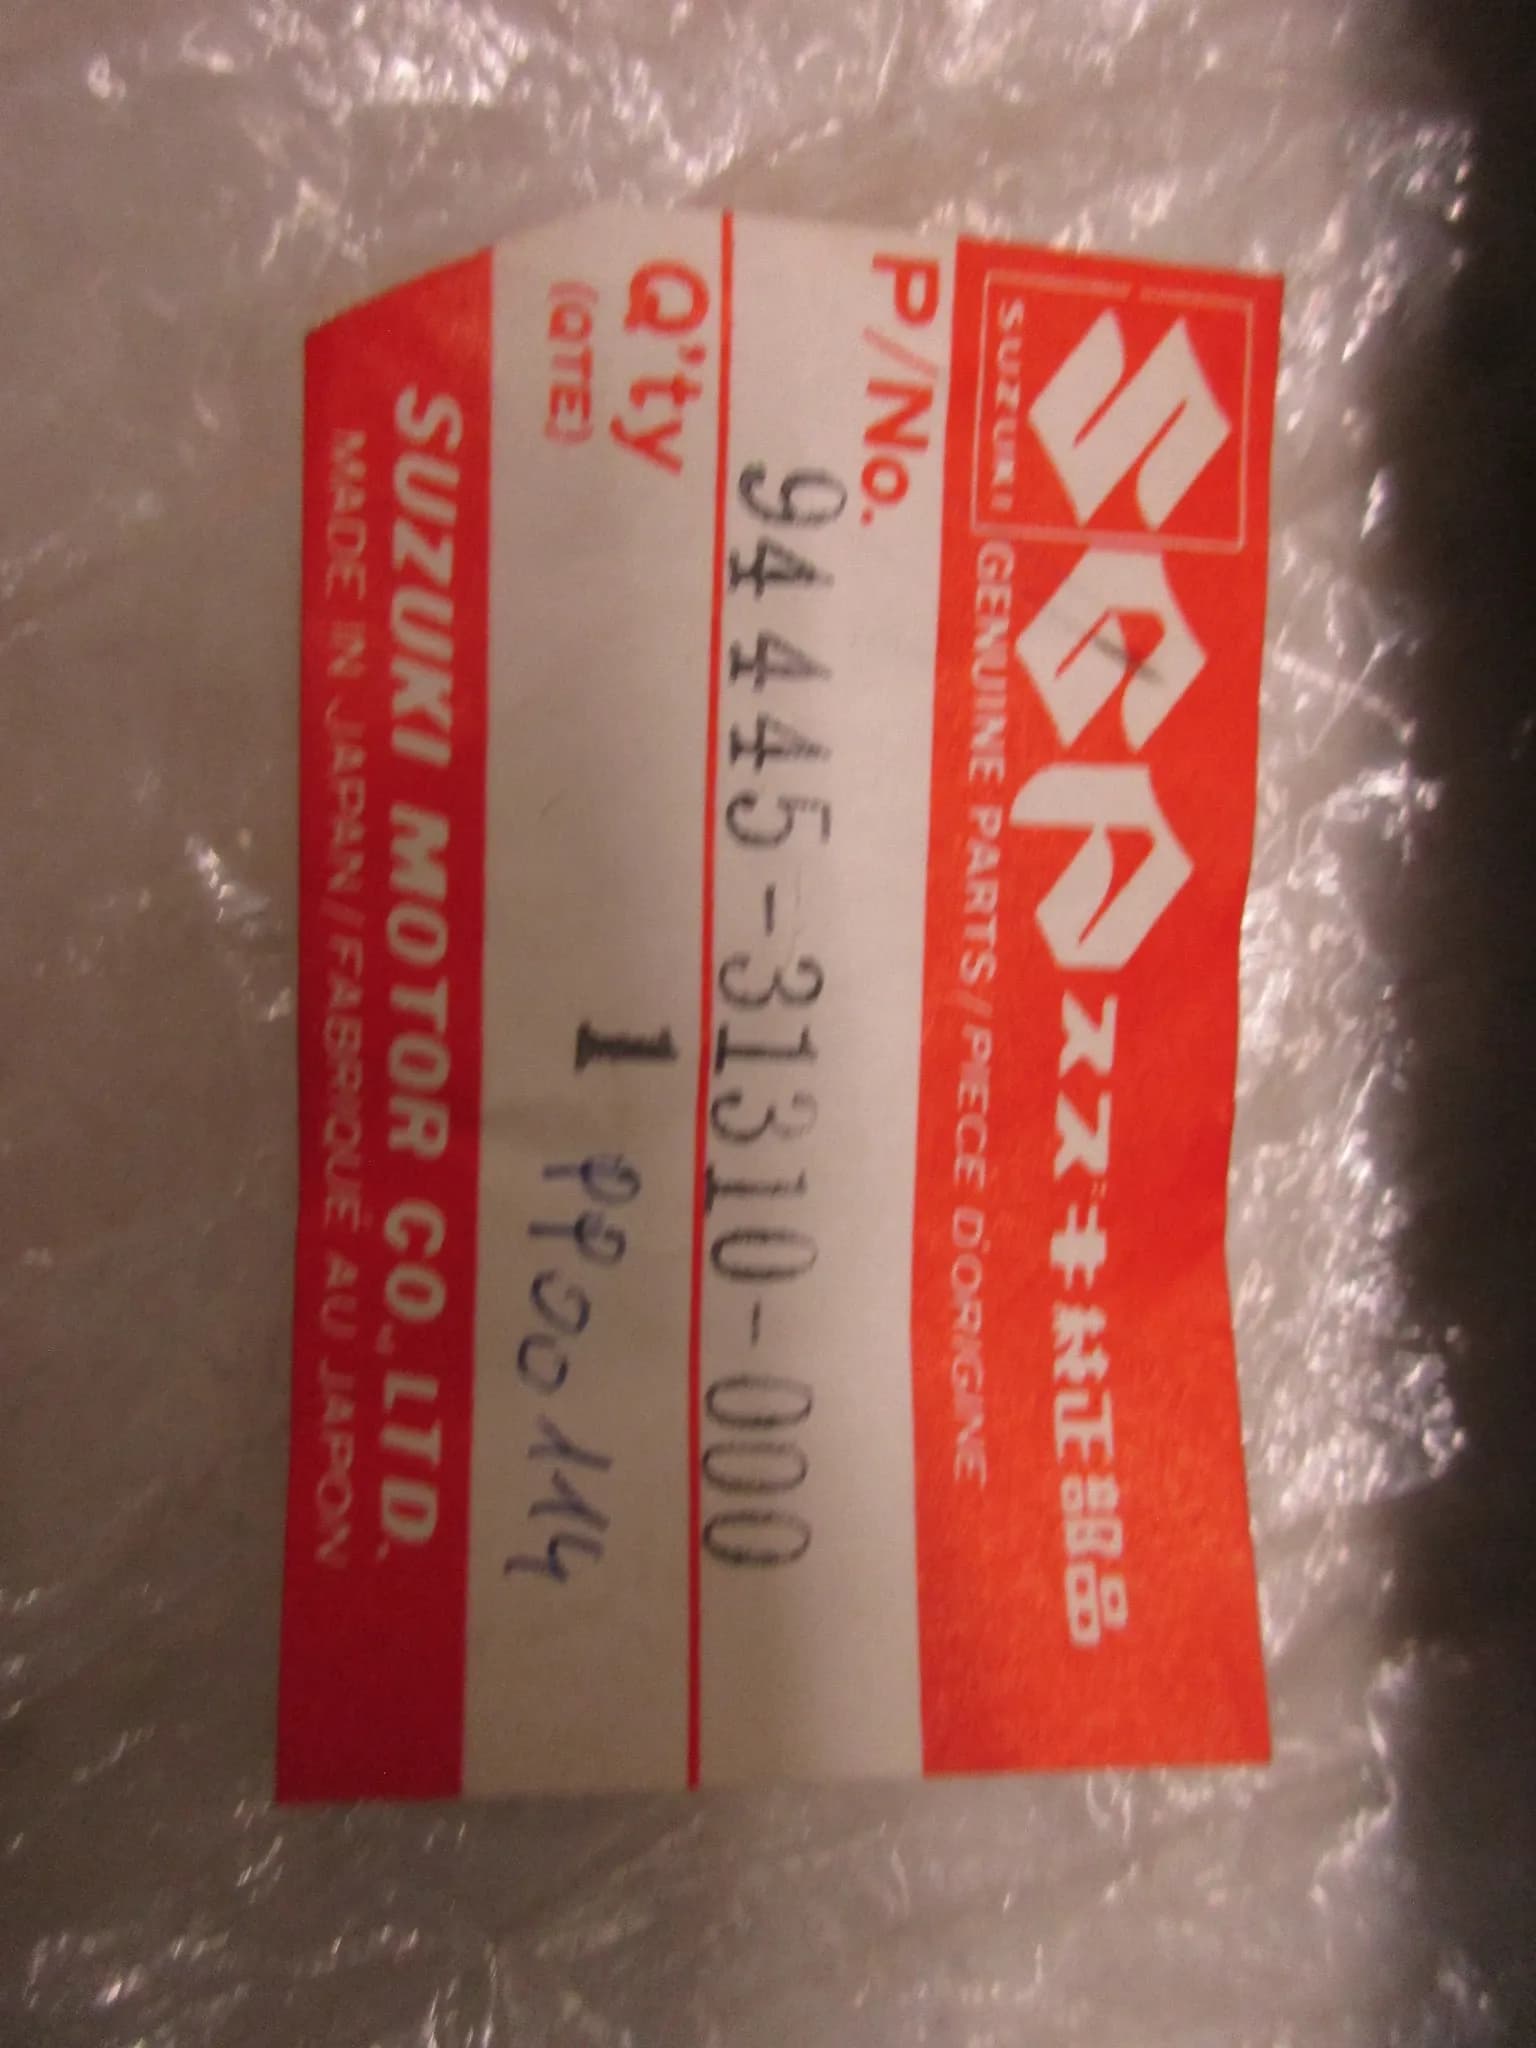 SUZUKI
SGP スズキ純正部品
GENUINE PARTS/PIECE D'ORIGINE
P/No.
94445-31310-000
Q'ty
(QTE)
1
SUZUKI MOTOR CO., LTD.
MADE IN JAPAN/FABRIQUÉ AU JAPON